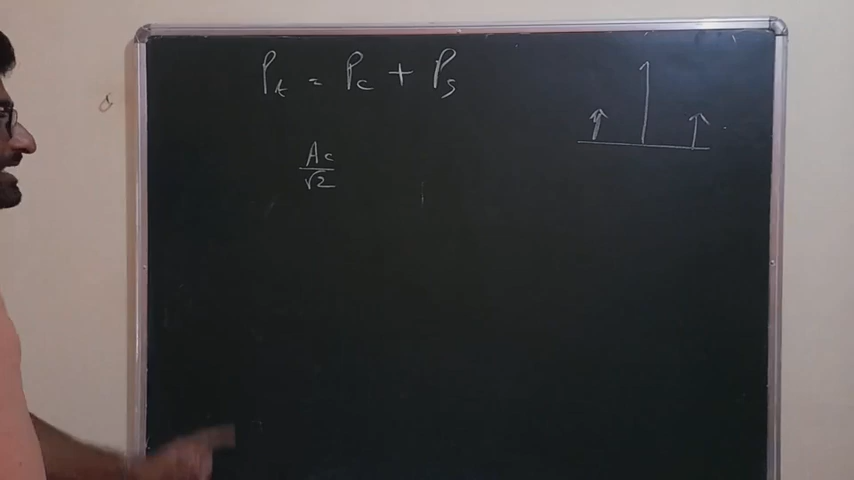 Pt = Pc + Ps
Ac
√2